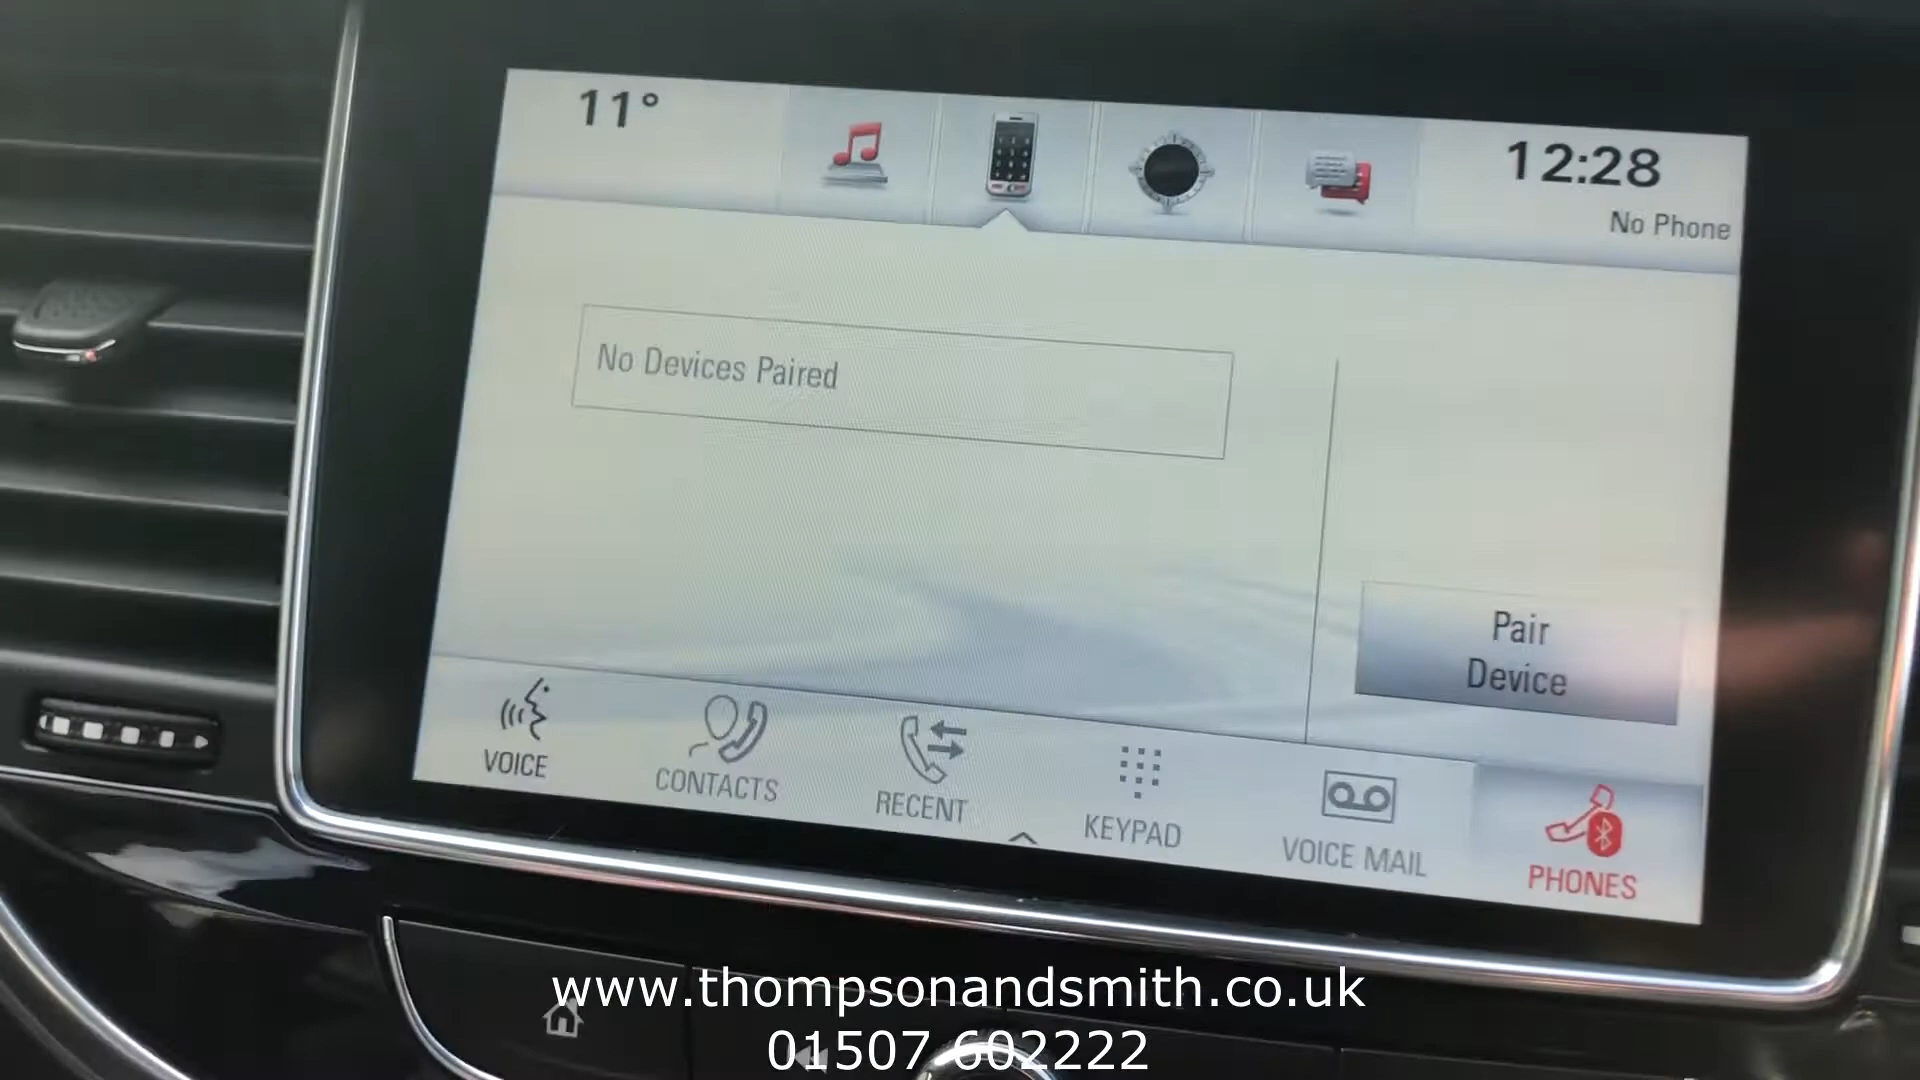 11°
12:28
No Phone
No Devices Paired
Pair
Device
VOICE
CONTACTS
RECENT
KEYPAD
VOICE MAIL
PHONES
www.thompsonandsmith.co.uk
01507 602222